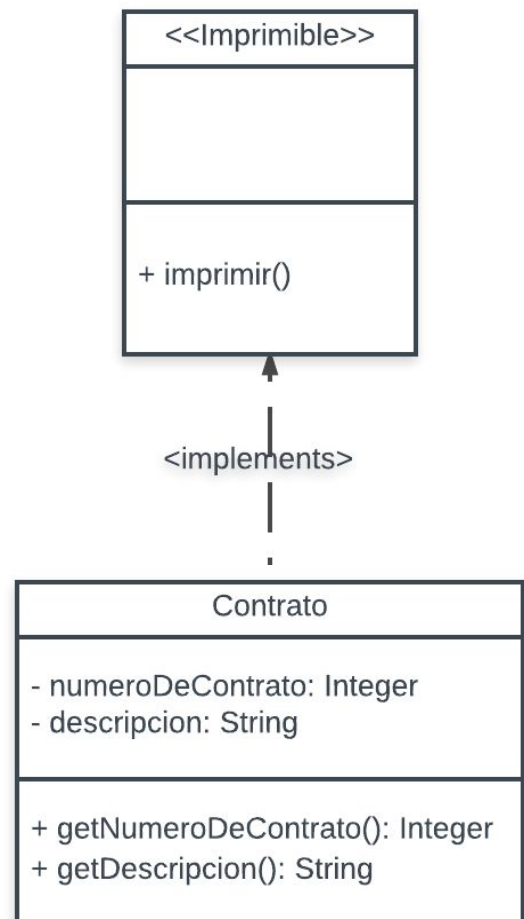 <<Imprimible>>
+ imprimir()
<implements>
Contrato
- numeroDeContrato: Integer
- descripcion: String
+ getNumeroDeContrato(): Integer
+ getDescripcion(): String